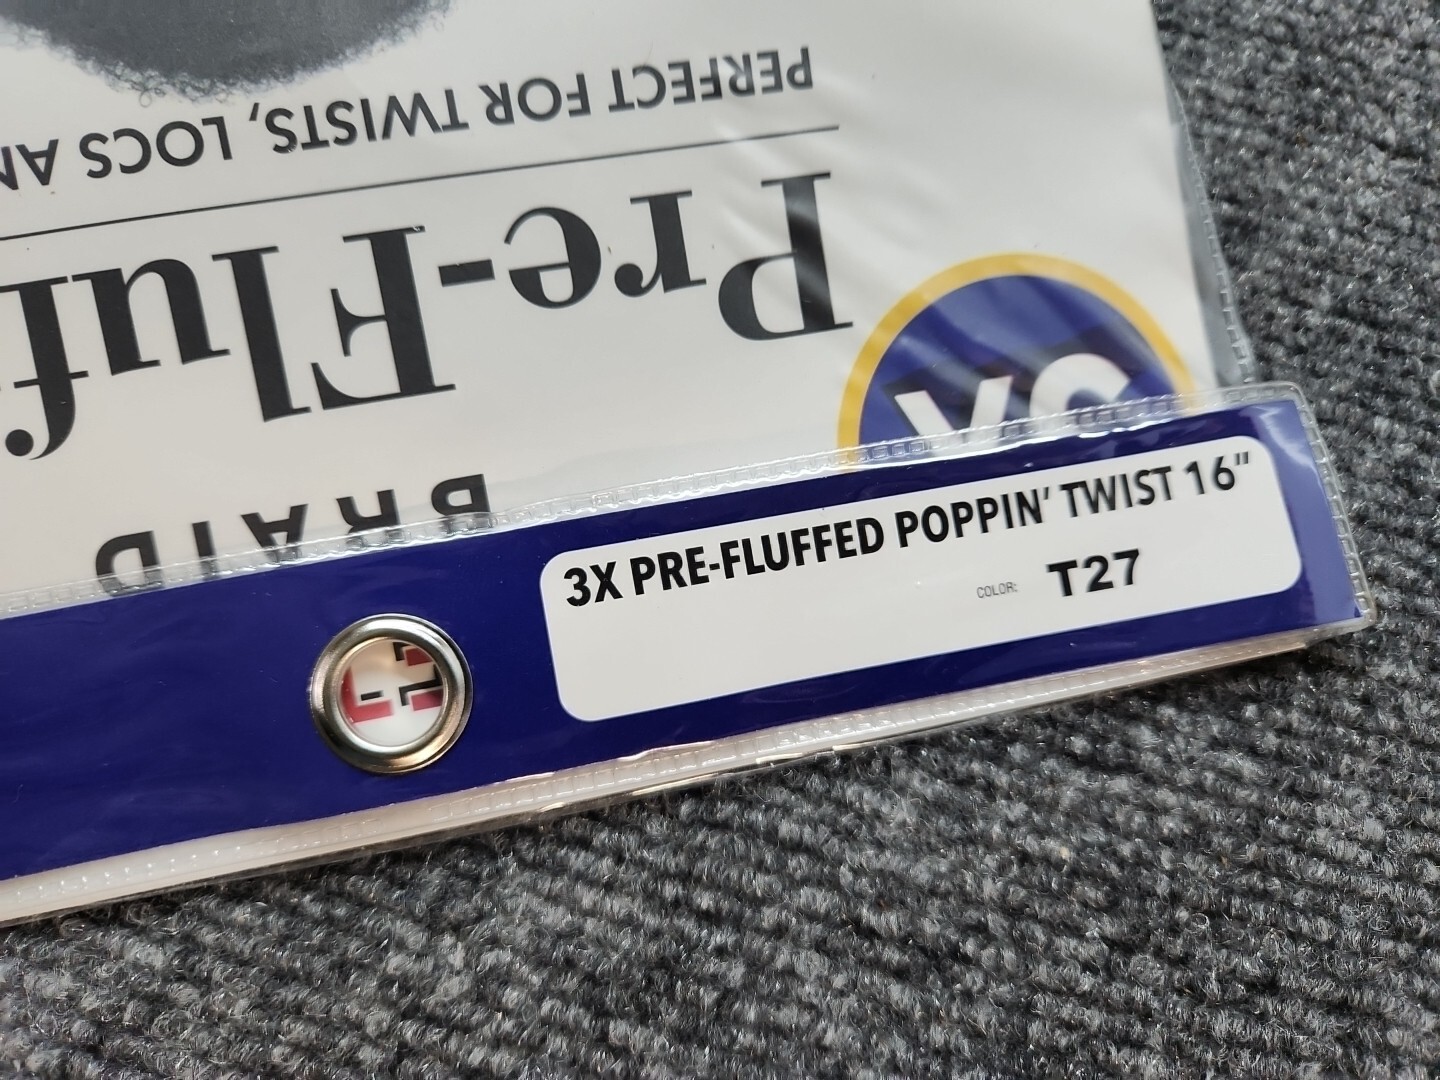 3X PRE-FLUFFED POPPIN' TWIST 16"
COLOR: T27
BRAID
Pre-Fluf
PERFECT FOR TWISTS, LOCS AN